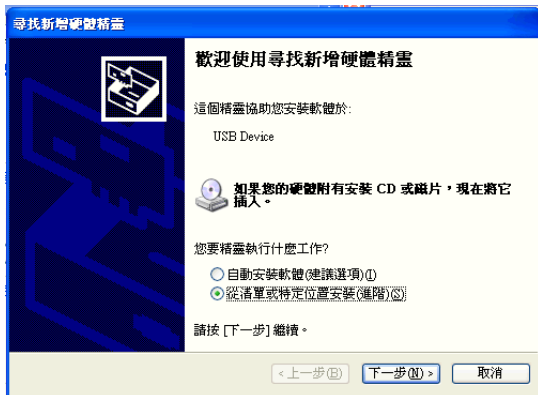 尋找新增硬體精靈
歡迎使用尋找新增硬體精靈
這個精靈協助您安裝軟體於:
USB Device
如果您的硬體附有安裝 CD 或磁片，現在將它
插入。
您要精靈執行什麼工作?
自動安裝軟體(建議選項)(I)
從清單或特定位置安裝(進階)(S)
請按 [下一步] 繼續。
<上一步(B) 下一步(N)> 取消